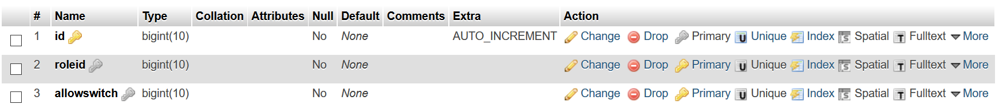 # Name Type Collation Attributes Null Default Comments Extra Action
1 id bigint(10) No None AUTO_INCREMENT Change Drop Primary U Unique Index S Spatial T Fulltext More
2 roleid bigint(10) No None Change Drop Primary U Unique Index S Spatial T Fulltext More
3 allowswitch bigint(10) No None Change Drop Primary U Unique Index S Spatial T Fulltext More